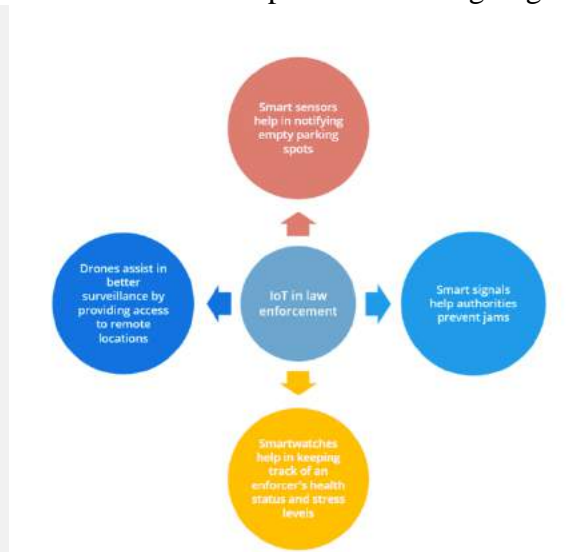 Smart sensors
help in notifying
empty parking
spots
Drones assist in
better
surveillance by
providing access
to remote
locations
IoT in law
enforcement
Smart signals
help authorities
prevent jams
Smartwatches
help in keeping
track of an
enforcer's health
status and stress
levels